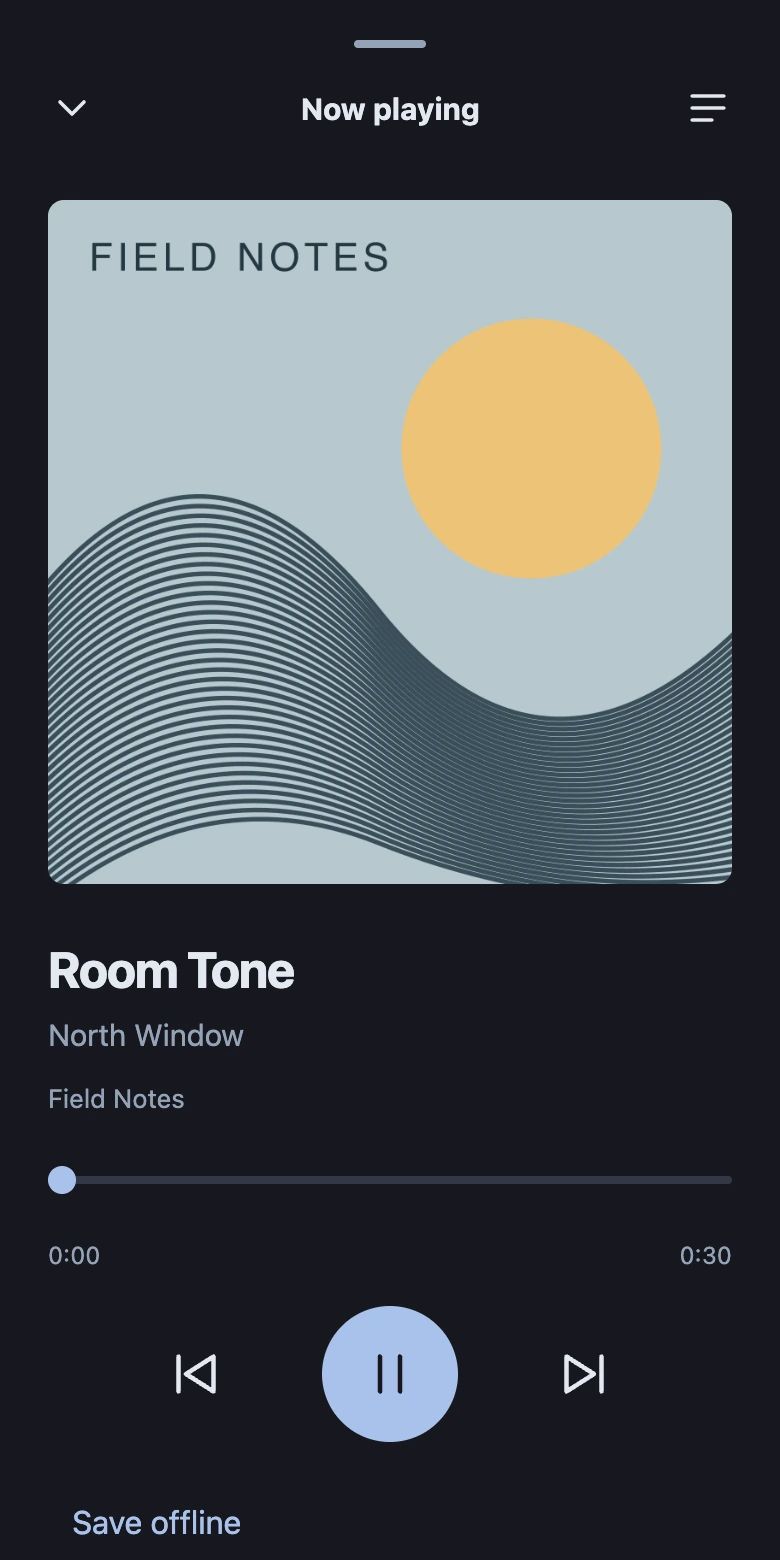 Now playing
FIELD NOTES
Room Tone
North Window
Field Notes
0:00 0:30
Save offline